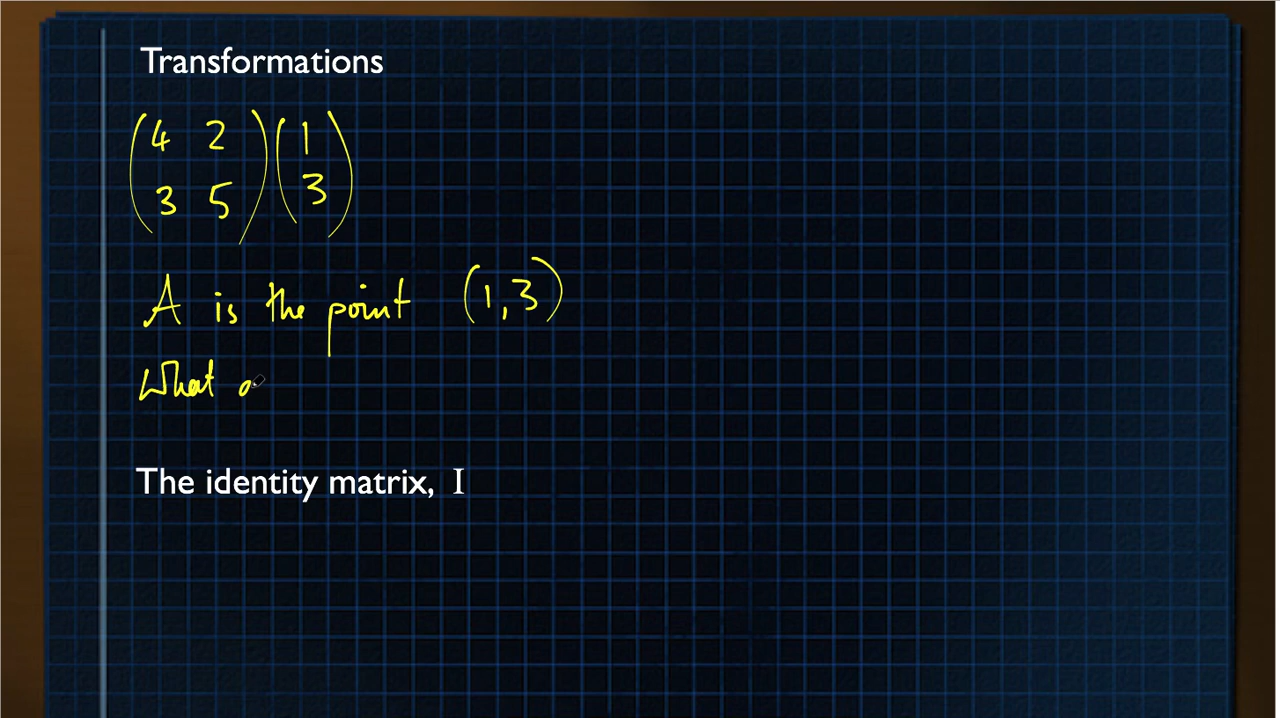 Transformations
(4 2) (1)
(3 5) (3)
A is the point (1,3)
What a
The identity matrix, I